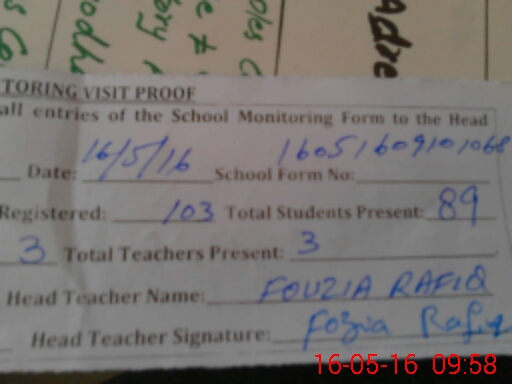 TORING VISIT PROOF
all entries of the School Monitoring Form to the Head
Date: 16/5/16 School Form No: 16051609101068
Registered: 103 Total Students Present: 89
3 Total Teachers Present: 3
Head Teacher Name: FOUZIA RAFIQ
Head Teacher Signature: Fozia Rafiq
16-05-16 09:58